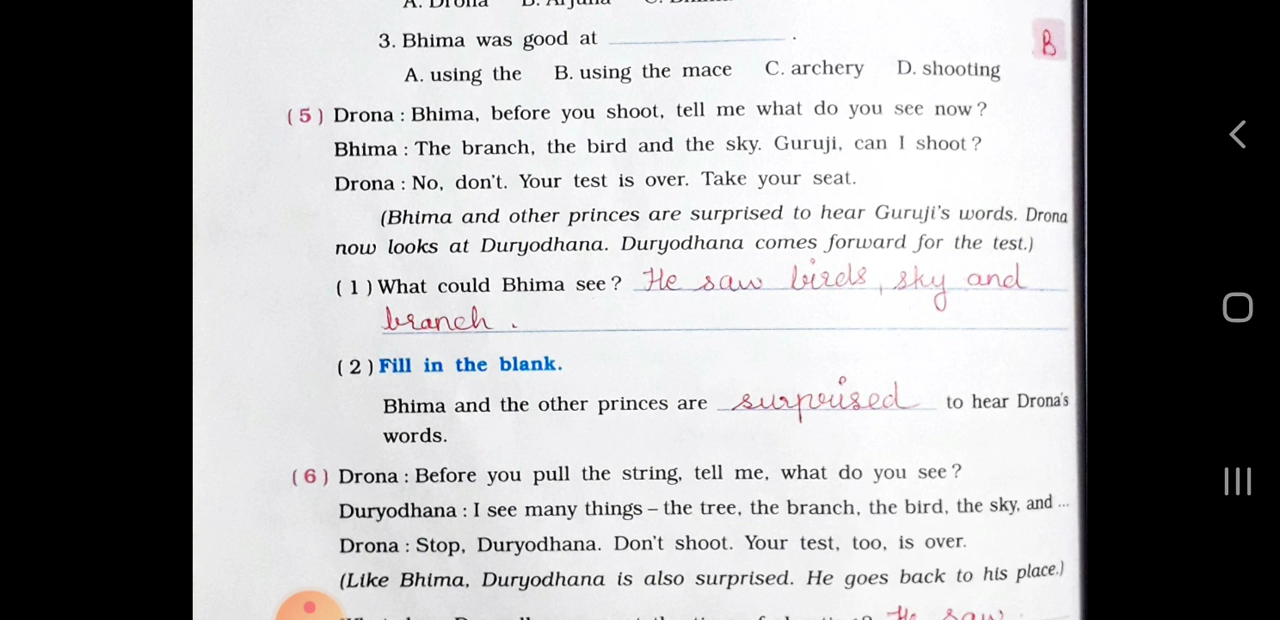 3. Bhima was good at .
B
A. using the B. using the mace C. archery D. shooting
(5) Drona : Bhima, before you shoot, tell me what do you see now?
Bhima : The branch, the bird and the sky. Guruji, can I shoot?
Drona : No, don't. Your test is over. Take your seat.
(Bhima and other princes are surprised to hear Guruji's words. Drona
now looks at Duryodhana. Duryodhana comes forward for the test.)
(1) What could Bhima see? He saw birds, sky and
branch.
(2) Fill in the blank.
Bhima and the other princes are surprised to hear Drona's
words.
(6) Drona : Before you pull the string, tell me, what do you see?
Duryodhana : I see many things – the tree, the branch, the bird, the sky, and ...
Drona : Stop, Duryodhana. Don't shoot. Your test, too, is over.
(Like Bhima, Duryodhana is also surprised. He goes back to his place.)
He saw